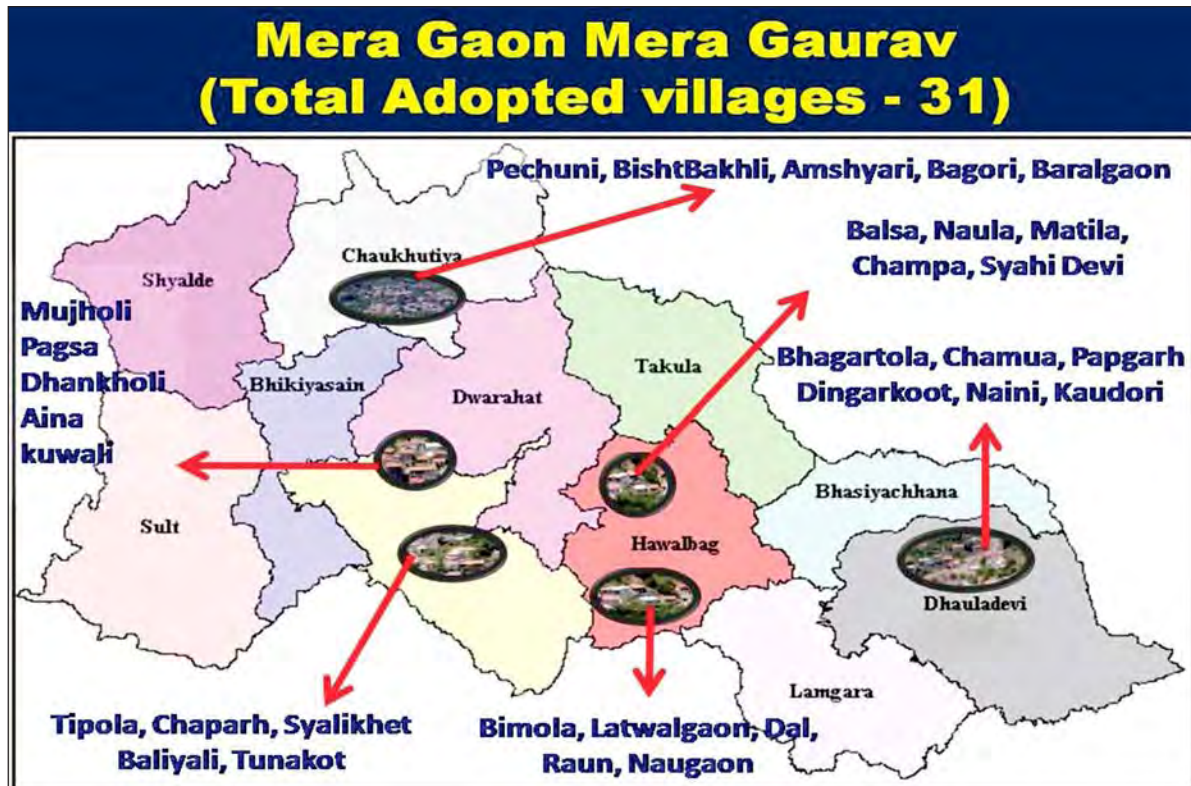 Mera Gaon Mera Gaurav
(Total Adopted villages - 31)
Pechuni, BishtBakhli, Amshyari, Bagori, Baralgaon
Balsa, Naula, Matila,
Champa, Syahi Devi
Chaukhutiya
Shyalde
Mujholi
Pagsa
Dhankholi
Aina
kuwali
Bhikiyasain
Dwarahat
Takula
Bhagartola, Chamua, Papgarh
Dingarkoot, Naini, Kaudori
Bhasiyachhana
Sult
Hawalbag
Dhauladevi
Lamgara
Tipola, Chaparh, Syalikhet
Baliyali, Tunakot
Bimola, Latwalgaon, Dal,
Raun, Naugaon